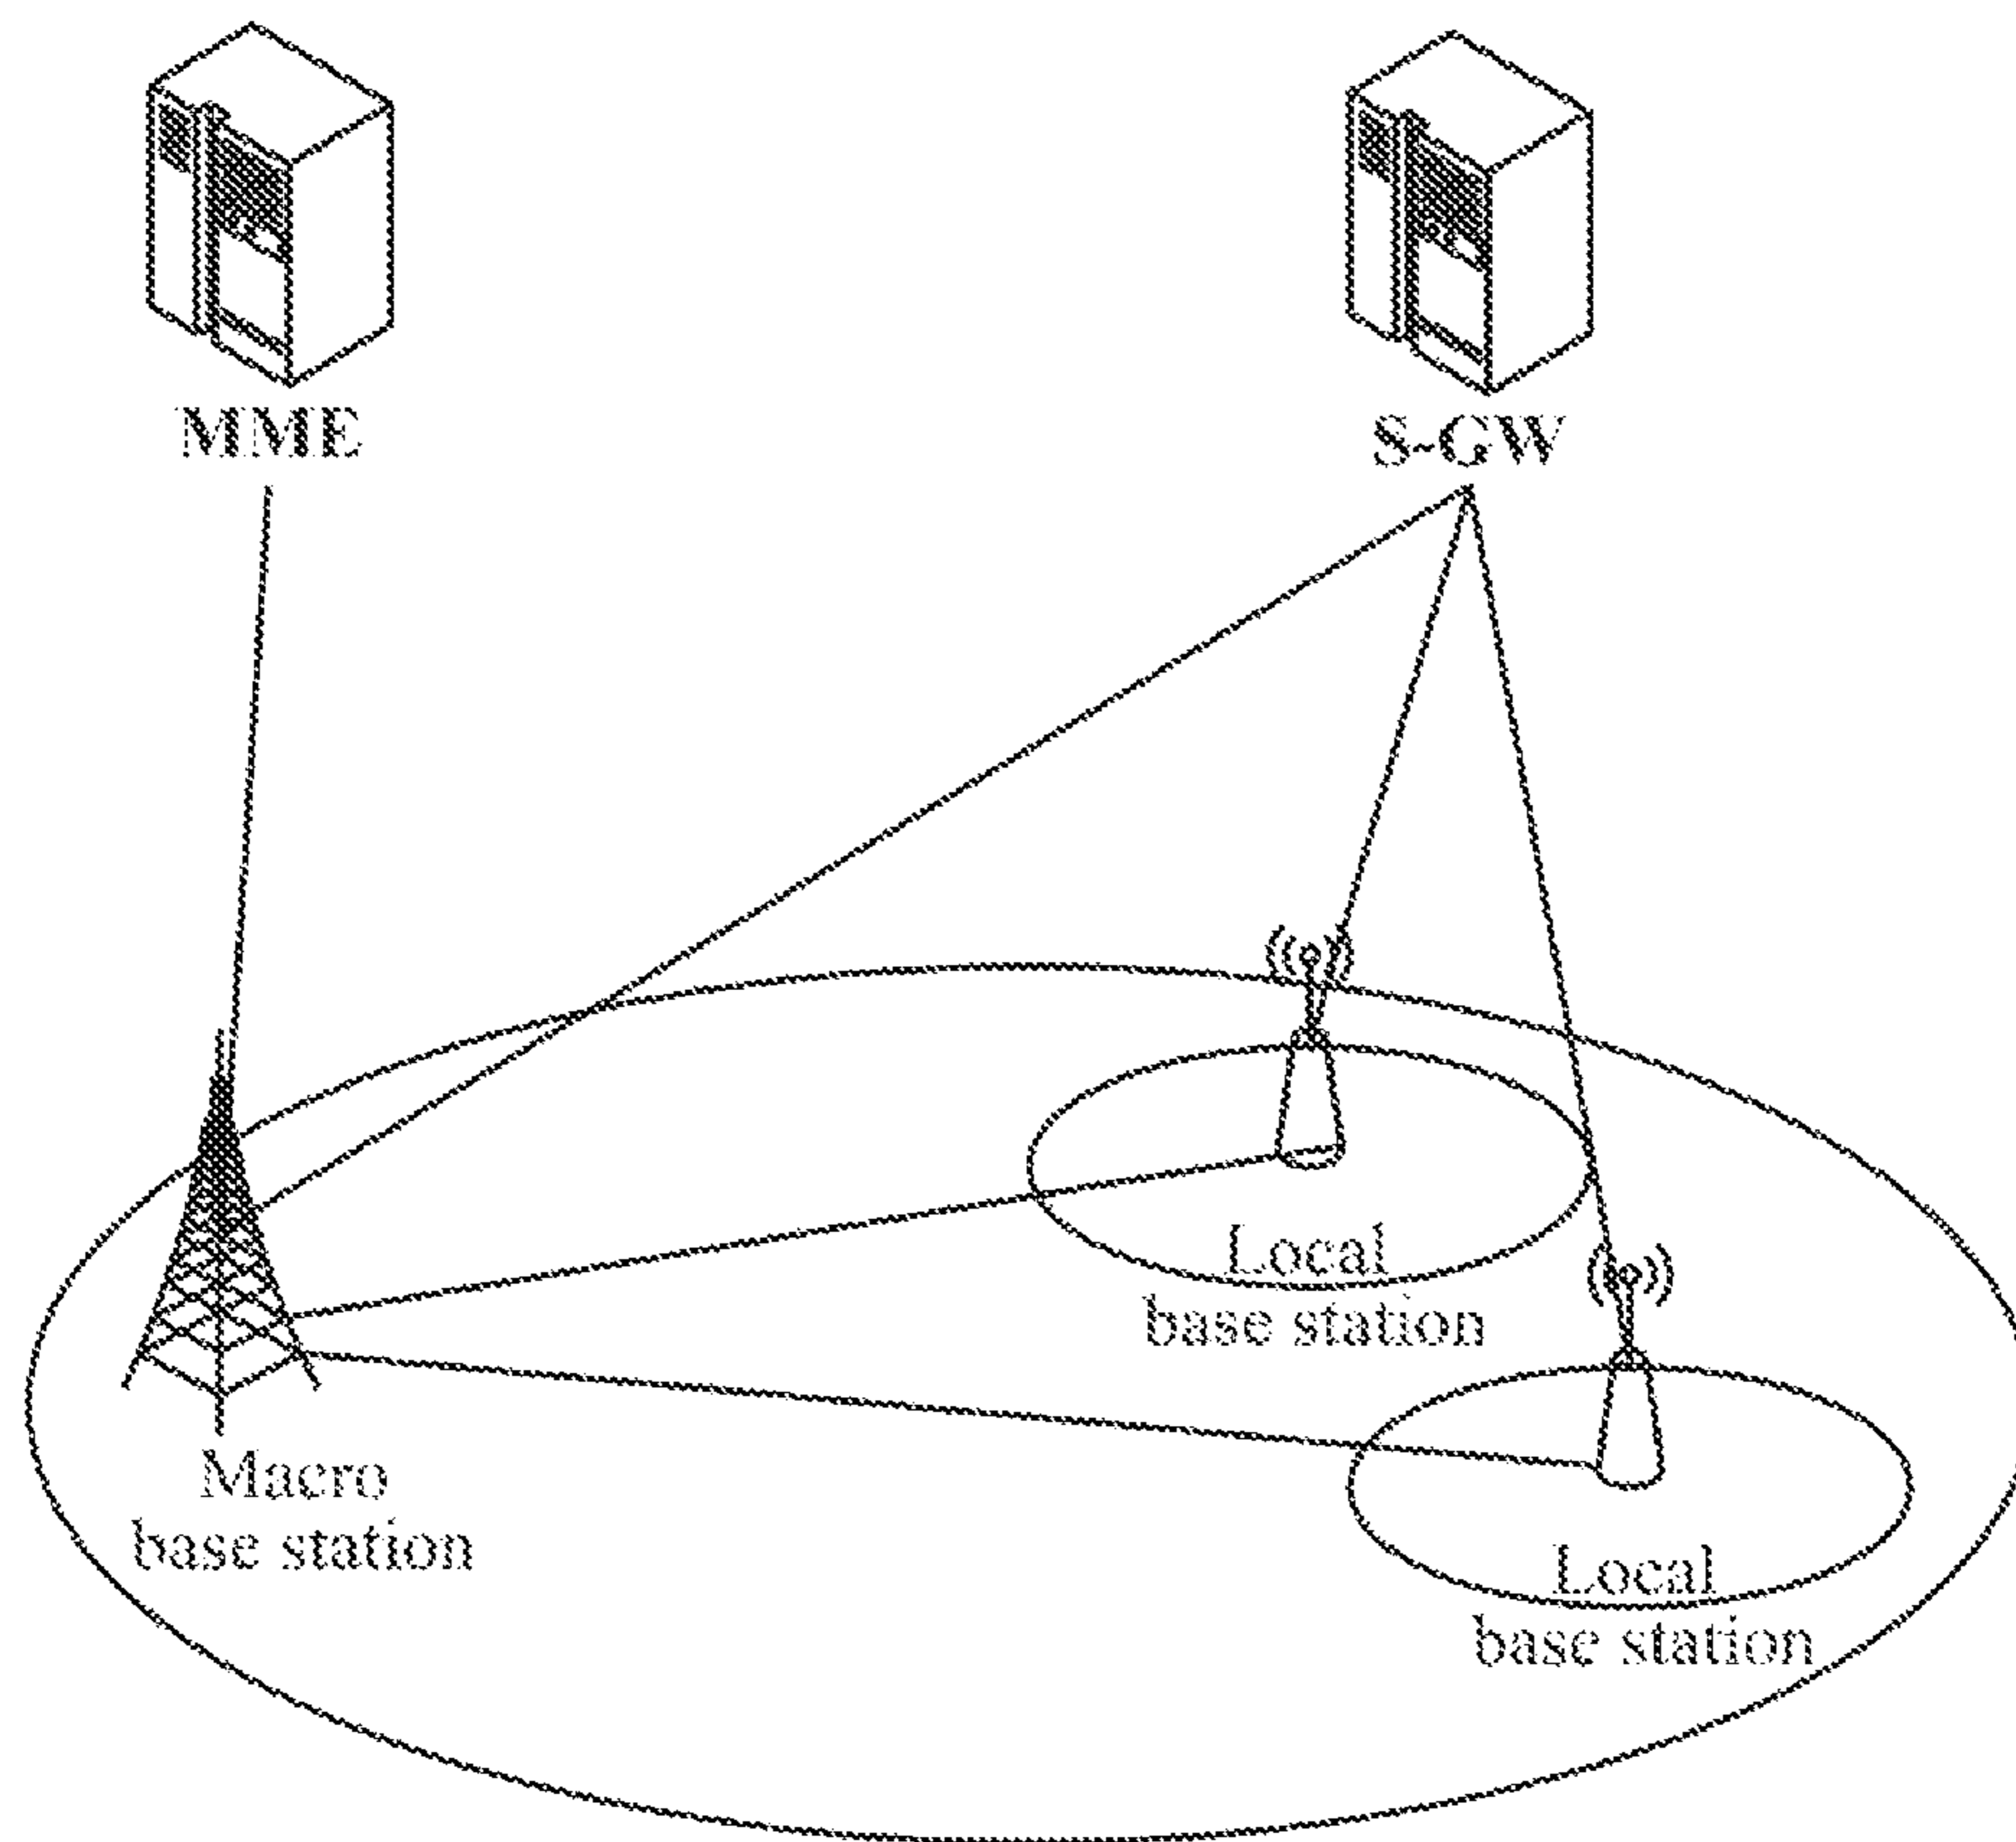 MME
S-GW
Local
base station
Macro
base station
Local
base station